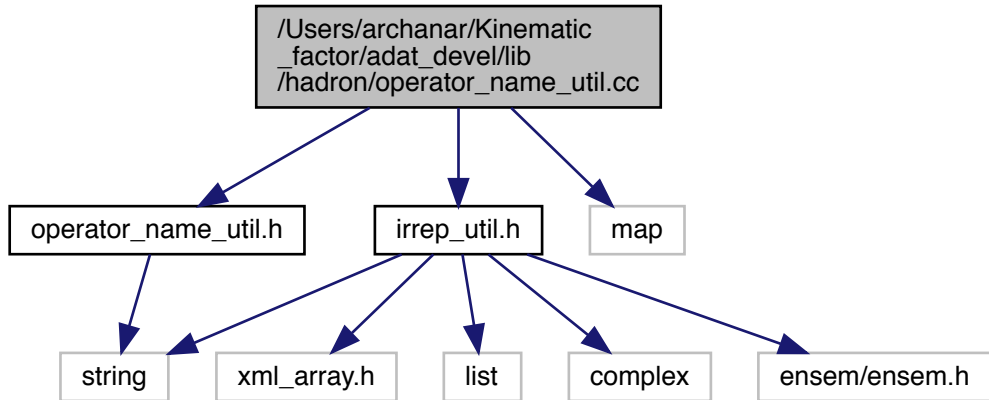 /Users/archanar/Kinematic
_factor/adat_devel/lib
/hadron/operator_name_util.cc
operator_name_util.h
irrep_util.h
map
string
xml_array.h
list
complex
ensem/ensem.h